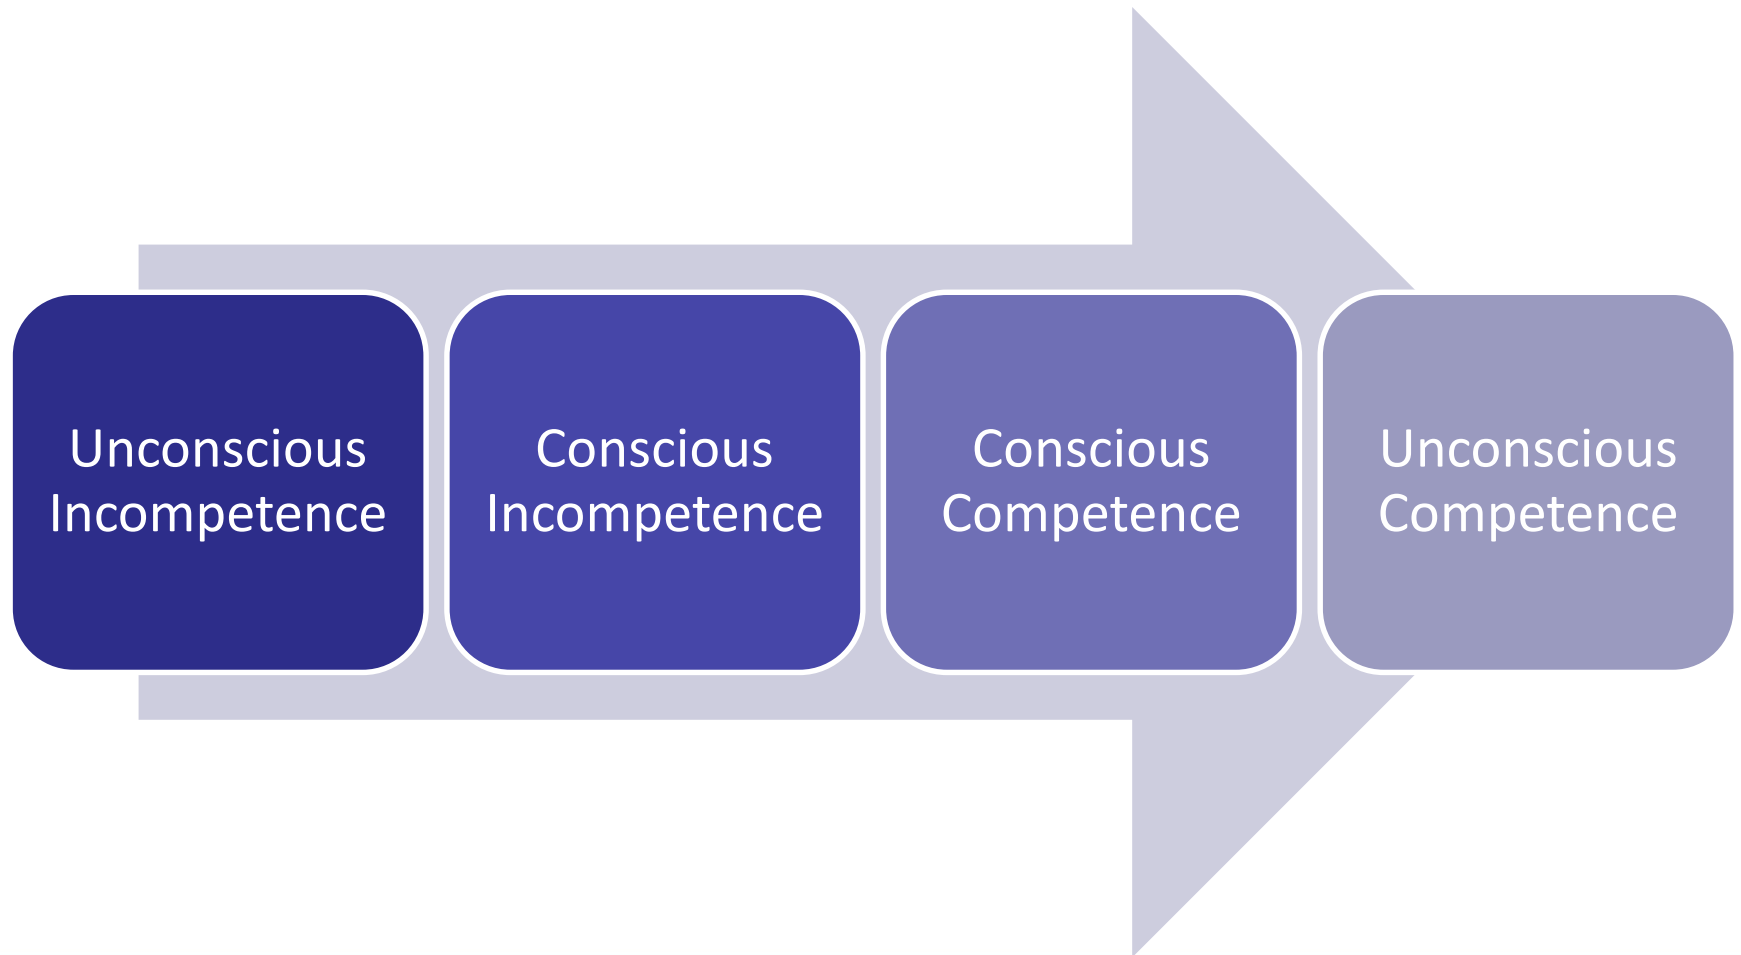 Unconscious
Incompetence
Conscious
Incompetence
Conscious
Competence
Unconscious
Competence